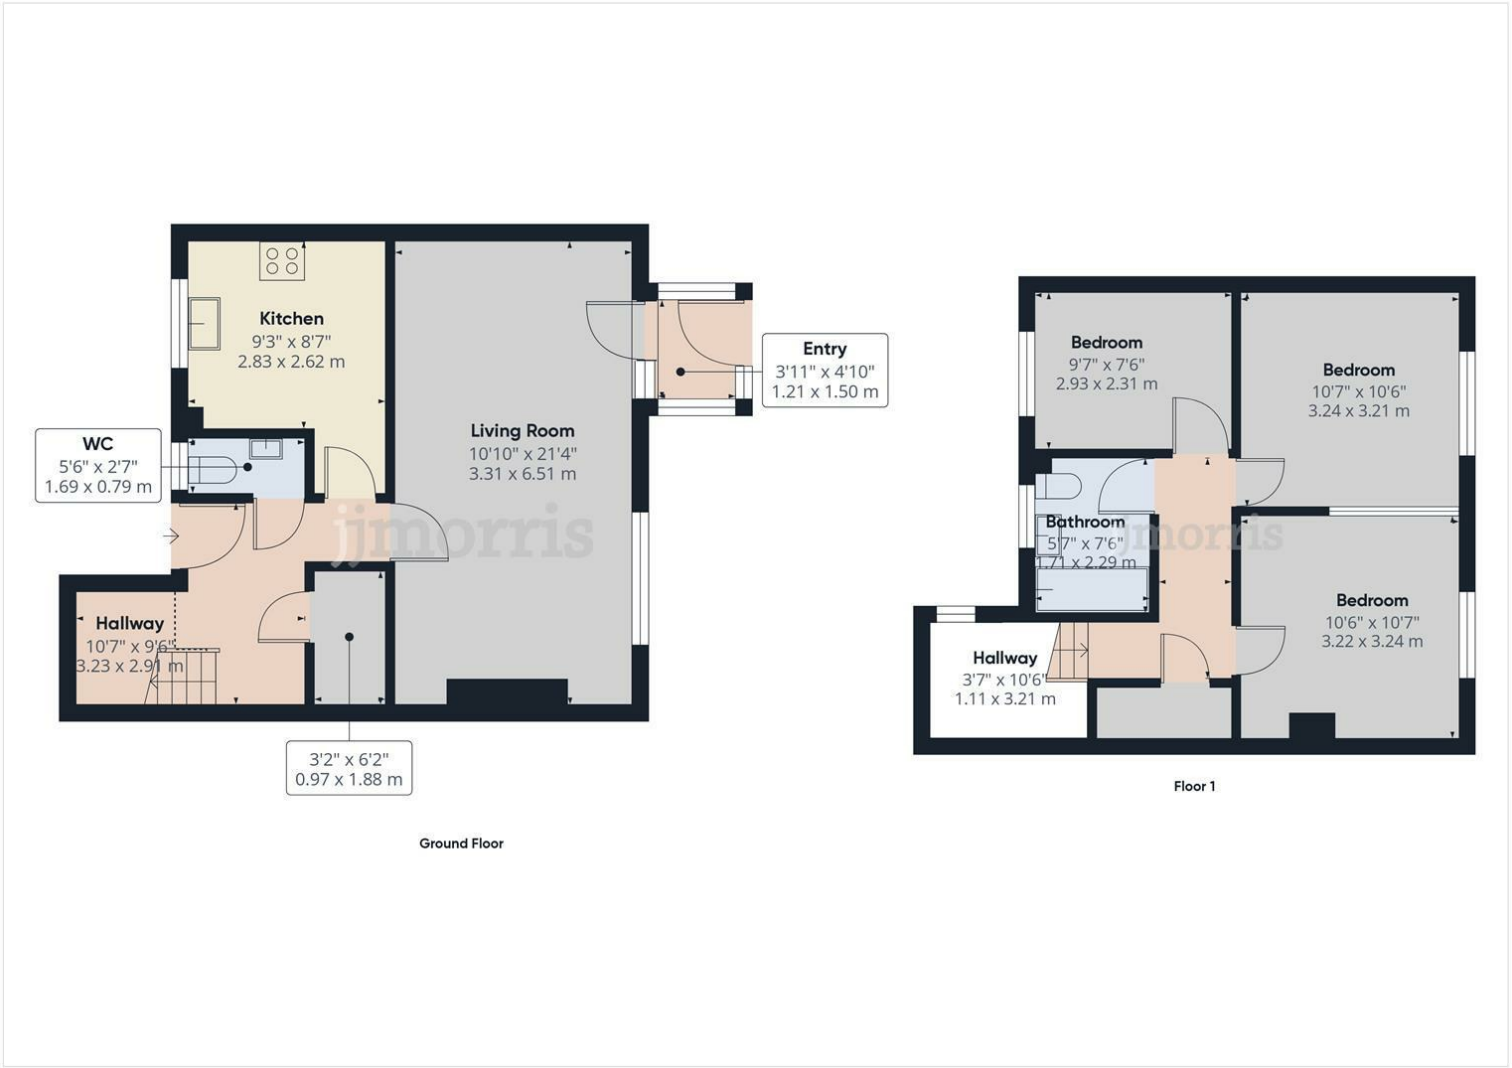 Kitchen
9'3" x 8'7"
2.83 x 2.62 m
WC
5'6" x 2'7"
1.69 x 0.79 m
Living Room
10'10" x 21'4"
3.31 x 6.51 m
Entry
3'11" x 4'10"
1.21 x 1.50 m
jjmorris
Hallway
10'7" x 9'6"
3.23 x 2.91 m
3'2" x 6'2"
0.97 x 1.88 m
Ground Floor
Bedroom
9'7" x 7'6"
2.93 x 2.31 m
Bedroom
10'7" x 10'6"
3.24 x 3.21 m
Bathroom
5'7" x 7'6"
1.71 x 2.29 m
jjmorris
Bedroom
10'6" x 10'7"
3.22 x 3.24 m
Hallway
3'7" x 10'6"
1.11 x 3.21 m
Floor 1